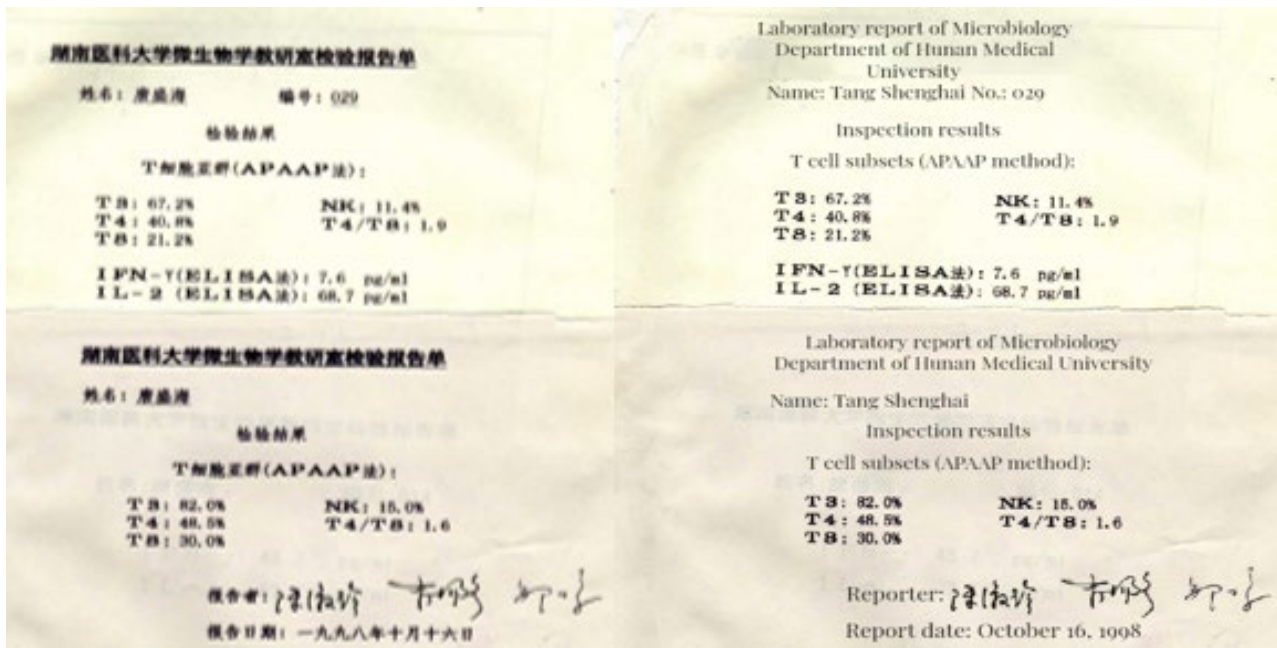 湖南医科大学微生物学教研室检验报告单
姓名：唐盛海 编号：029
检验结果
T细胞亚群(APAAP法)：
T3：67.2% NK：11.4%
T4：40.8% T4/T8：1.9
T8：21.2%
IFN-γ(ELISA法)：7.6 pg/ml
IL-2 (ELISA法)：68.7 pg/ml
湖南医科大学微生物学教研室检验报告单
姓名：唐盛海
检验结果
T细胞亚群(APAAP法)：
T3：82.0% NK：15.0%
T4：48.5% T4/T8：1.6
T8：30.0%
报告者：
报告日期：一九九八年十月十六日
Laboratory report of Microbiology
Department of Hunan Medical
University
Name: Tang Shenghai No.: 029
Inspection results
T cell subsets (APAAP method):
T3：67.2% NK：11.4%
T4：40.8% T4/T8：1.9
T8：21.2%
IFN-γ(ELISA法)：7.6 pg/ml
IL-2 (ELISA法)：68.7 pg/ml
Laboratory report of Microbiology
Department of Hunan Medical University
Name: Tang Shenghai
Inspection results
T cell subsets (APAAP method):
T3：82.0% NK：15.0%
T4：48.5% T4/T8：1.6
T8：30.0%
Reporter:
Report date: October 16, 1998